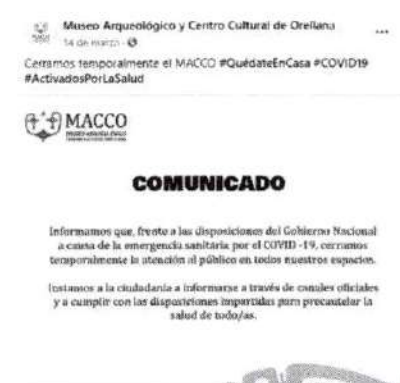 Museo Arqueológico y Centro Cultural de Orellana
14 de marzo ·
Cerramos temporalmente el MACCO #QuédateEnCasa #COVID19
#ActivadosPorLaSalud
MACCO
COMUNICADO
Informamos que, frente a las disposiciones del Gobierno Nacional
a causa de la emergencia sanitaria por el COVID -19, cerramos
temporalmente la atención al público en todos nuestros espacios.
Instamos a la ciudadanía a informarse a través de canales oficiales
y a cumplir con las disposiciones impartidas para precautelar la
salud de todo/as.